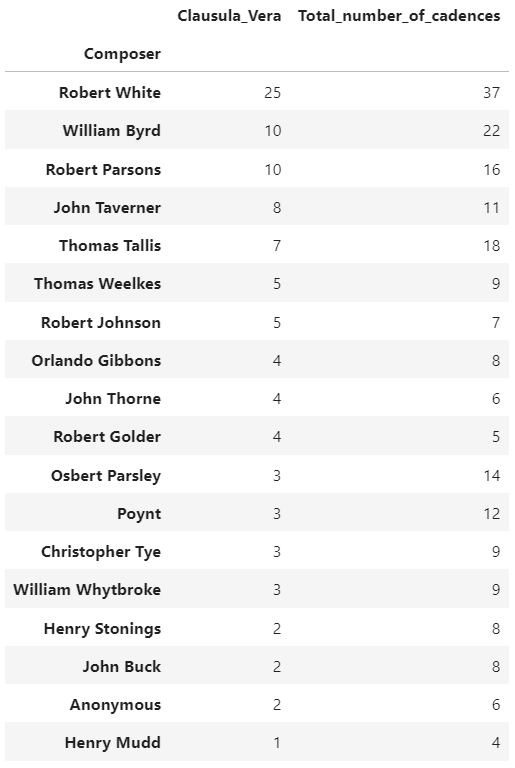 Clausula_Vera Total_number_of_cadences
Composer
Robert White 25 37
William Byrd 10 22
Robert Parsons 10 16
John Taverner 8 11
Thomas Tallis 7 18
Thomas Weelkes 5 9
Robert Johnson 5 7
Orlando Gibbons 4 8
John Thorne 4 6
Robert Golder 4 5
Osbert Parsley 3 14
Poynt 3 12
Christopher Tye 3 9
William Whytbroke 3 9
Henry Stonings 2 8
John Buck 2 8
Anonymous 2 6
Henry Mudd 1 4